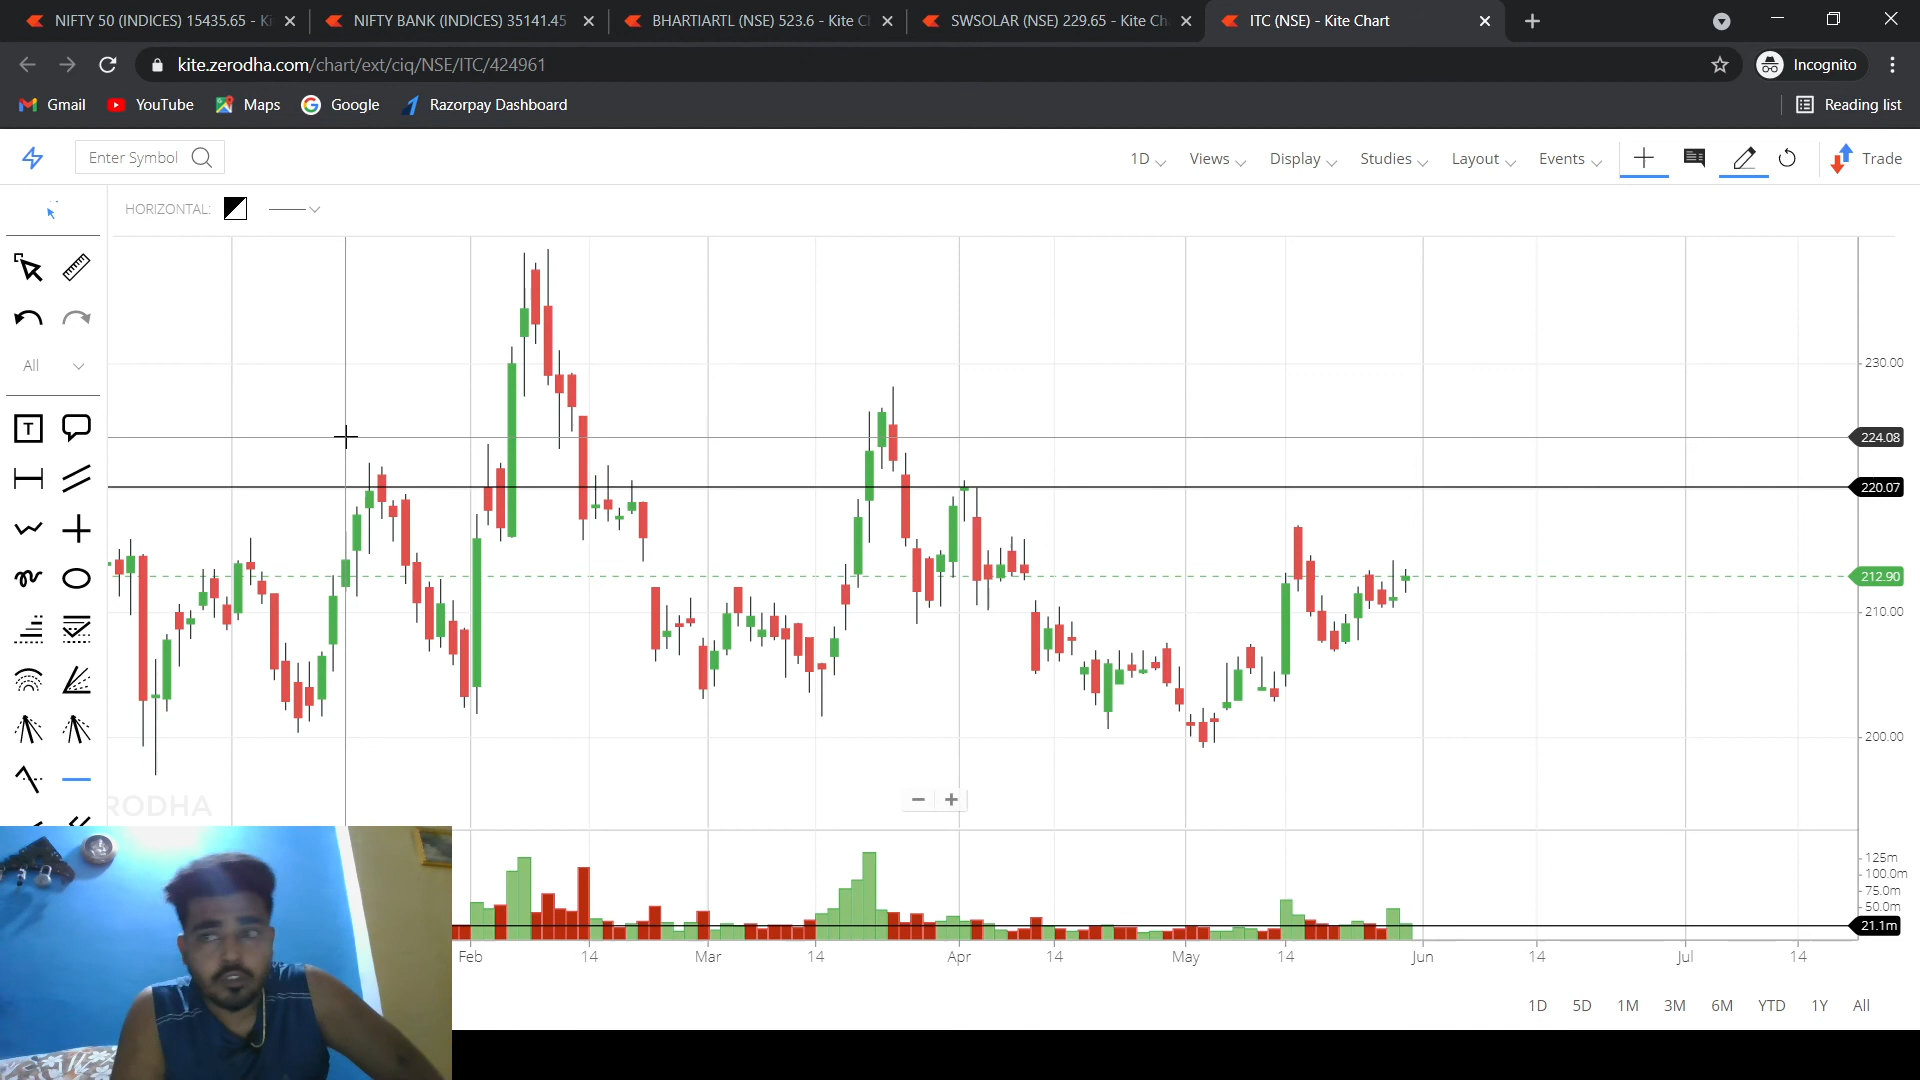 NIFTY 50 (INDICES) 15435.65 - Ki
NIFTY BANK (INDICES) 35141.45
BHARTIARTL (NSE) 523.6 - Kite C
SWSOLAR (NSE) 229.65 - Kite Ch
ITC (NSE) - Kite Chart
kite.zerodha.com/chart/ext/ciq/NSE/ITC/424961
Incognito
Gmail
YouTube
Maps
Google
Razorpay Dashboard
Reading list
Enter Symbol
1D
Views
Display
Studies
Layout
Events
Trade
HORIZONTAL:
All
T
230.00
224.08
220.07
212.90
210.00
200.00
RODHA
125m
100.0m
75.0m
50.0m
21.1m
Feb
14
Mar
14
Apr
14
May
14
Jun
14
Jul
14
1D
5D
1M
3M
6M
YTD
1Y
All